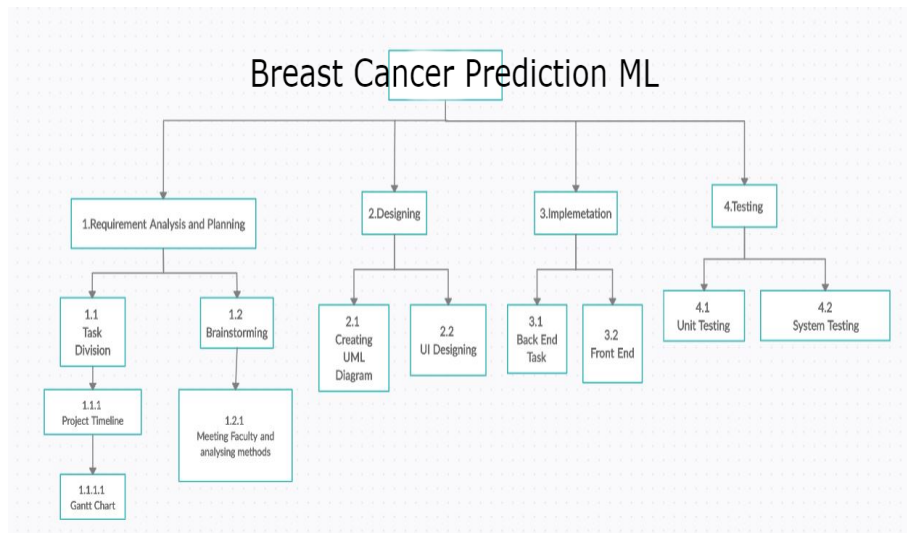 Breast Cancer Prediction ML
1.Requirement Analysis and Planning
2.Designing
3.Implemetation
4.Testing
1.1
Task
Division
1.2
Brainstorming
2.1
Creating
UML
Diagram
2.2
UI Designing
3.1
Back End
Task
3.2
Front End
4.1
Unit Testing
4.2
System Testing
1.1.1
Project Timeline
1.2.1
Meeting Faculty and
analysing methods
1.1.1.1
Gantt Chart